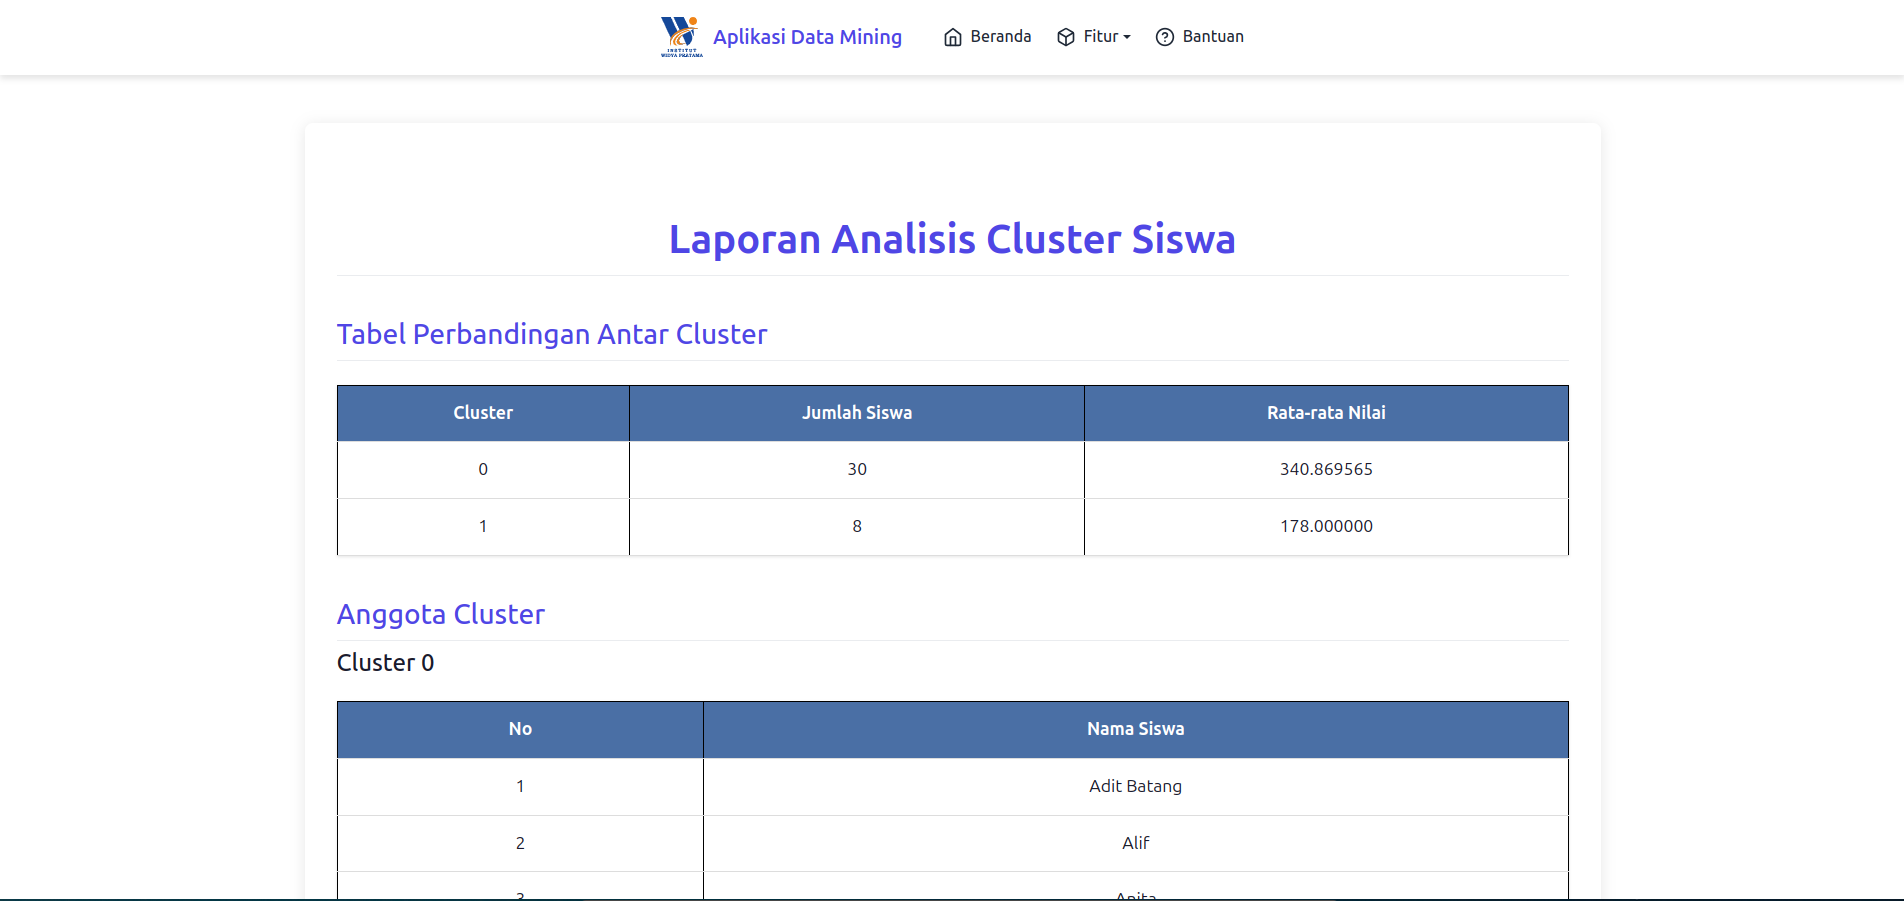 INSTITUT
WIDYA PRATAMA
Aplikasi Data Mining
Beranda
Fitur
Bantuan
Laporan Analisis Cluster Siswa
Tabel Perbandingan Antar Cluster
Cluster Jumlah Siswa Rata-rata Nilai
0 30 340.869565
1 8 178.000000
Anggota Cluster
Cluster 0
No Nama Siswa
1 Adit Batang
2 Alif
3 Anita